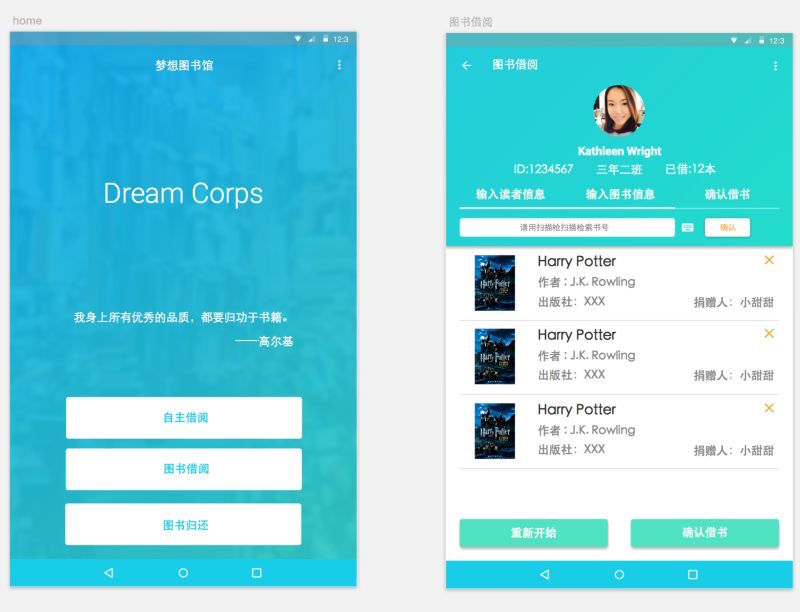 home
12:3
梦想图书馆
Dream Corps
我身上所有优秀的品质，都要归功于书籍。
——高尔基
自主借阅
图书借阅
图书归还
图书借阅
12:3
图书借阅
Kathleen Wright
ID:1234567 三年二班 已借:12本
输入读者信息 输入图书信息 确认借书
请用扫描枪扫描检索书号 确认
Harry Potter
作者 : J.K. Rowling
出版社： XXX 捐赠人：小甜甜
Harry Potter
作者 : J.K. Rowling
出版社： XXX 捐赠人：小甜甜
Harry Potter
作者 : J.K. Rowling
出版社： XXX 捐赠人：小甜甜
重新开始 确认借书